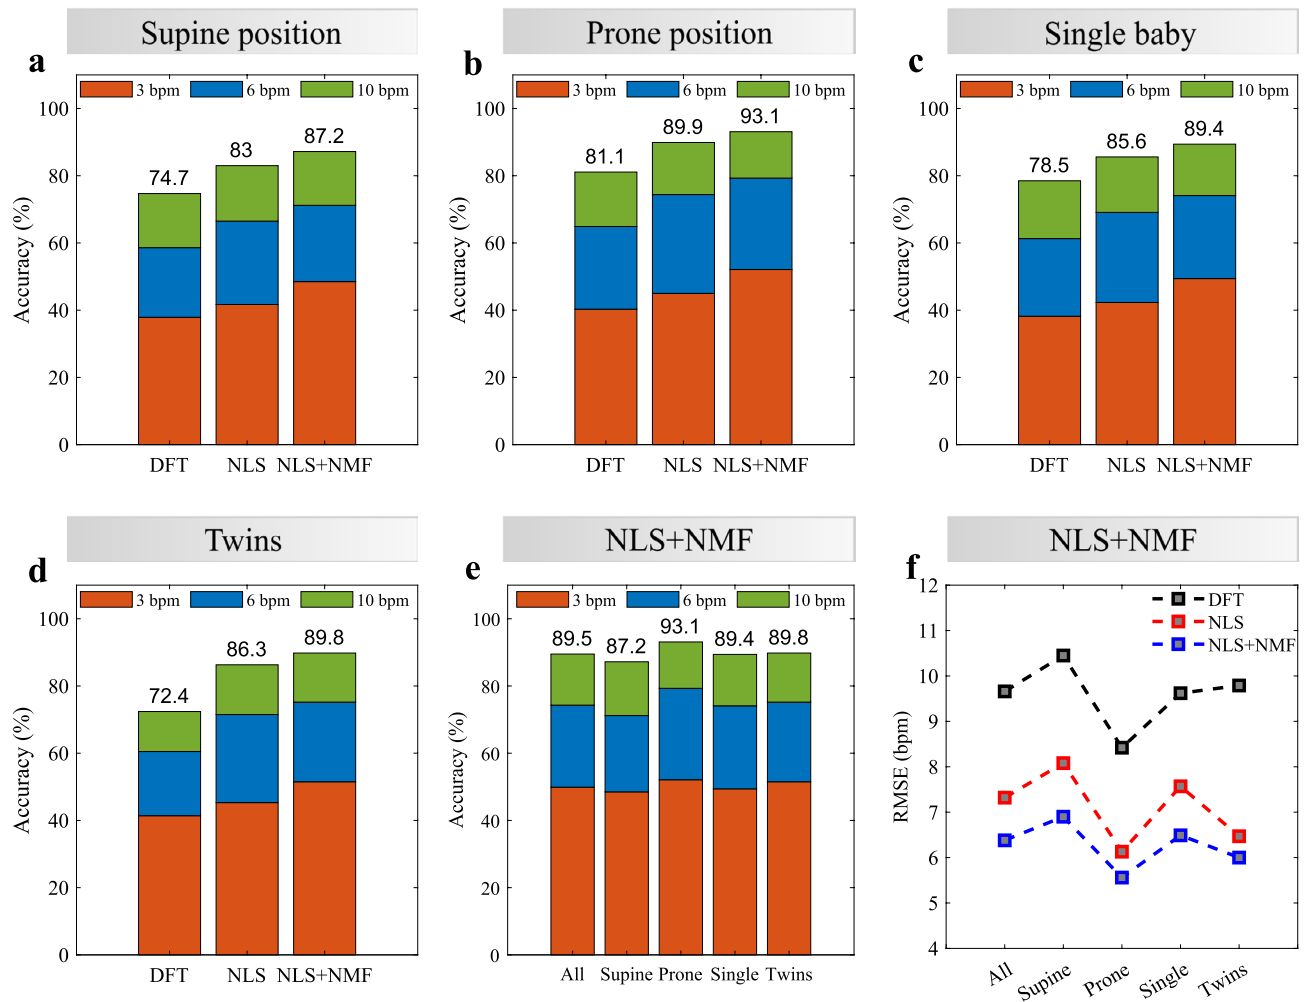 Supine position
a
3 bpm 6 bpm 10 bpm
100
80
60
40
20
0
Accuracy (%)
74.7
83
87.2
DFT NLS NLS+NMF
Prone position
b
3 bpm 6 bpm 10 bpm
100
80
60
40
20
0
Accuracy (%)
81.1
89.9
93.1
DFT NLS NLS+NMF
Single baby
c
3 bpm 6 bpm 10 bpm
100
80
60
40
20
0
Accuracy (%)
78.5
85.6
89.4
DFT NLS NLS+NMF
Twins
d
3 bpm 6 bpm 10 bpm
100
80
60
40
20
0
Accuracy (%)
72.4
86.3
89.8
DFT NLS NLS+NMF
NLS+NMF
e
3 bpm 6 bpm 10 bpm
100
80
60
40
20
0
Accuracy (%)
89.5
87.2
93.1
89.4
89.8
All Supine Prone Single Twins
NLS+NMF
f
12
11
10
9
8
7
6
5
4
RMSE (bpm)
DFT
NLS
NLS+NMF
All Supine Prone Single Twins